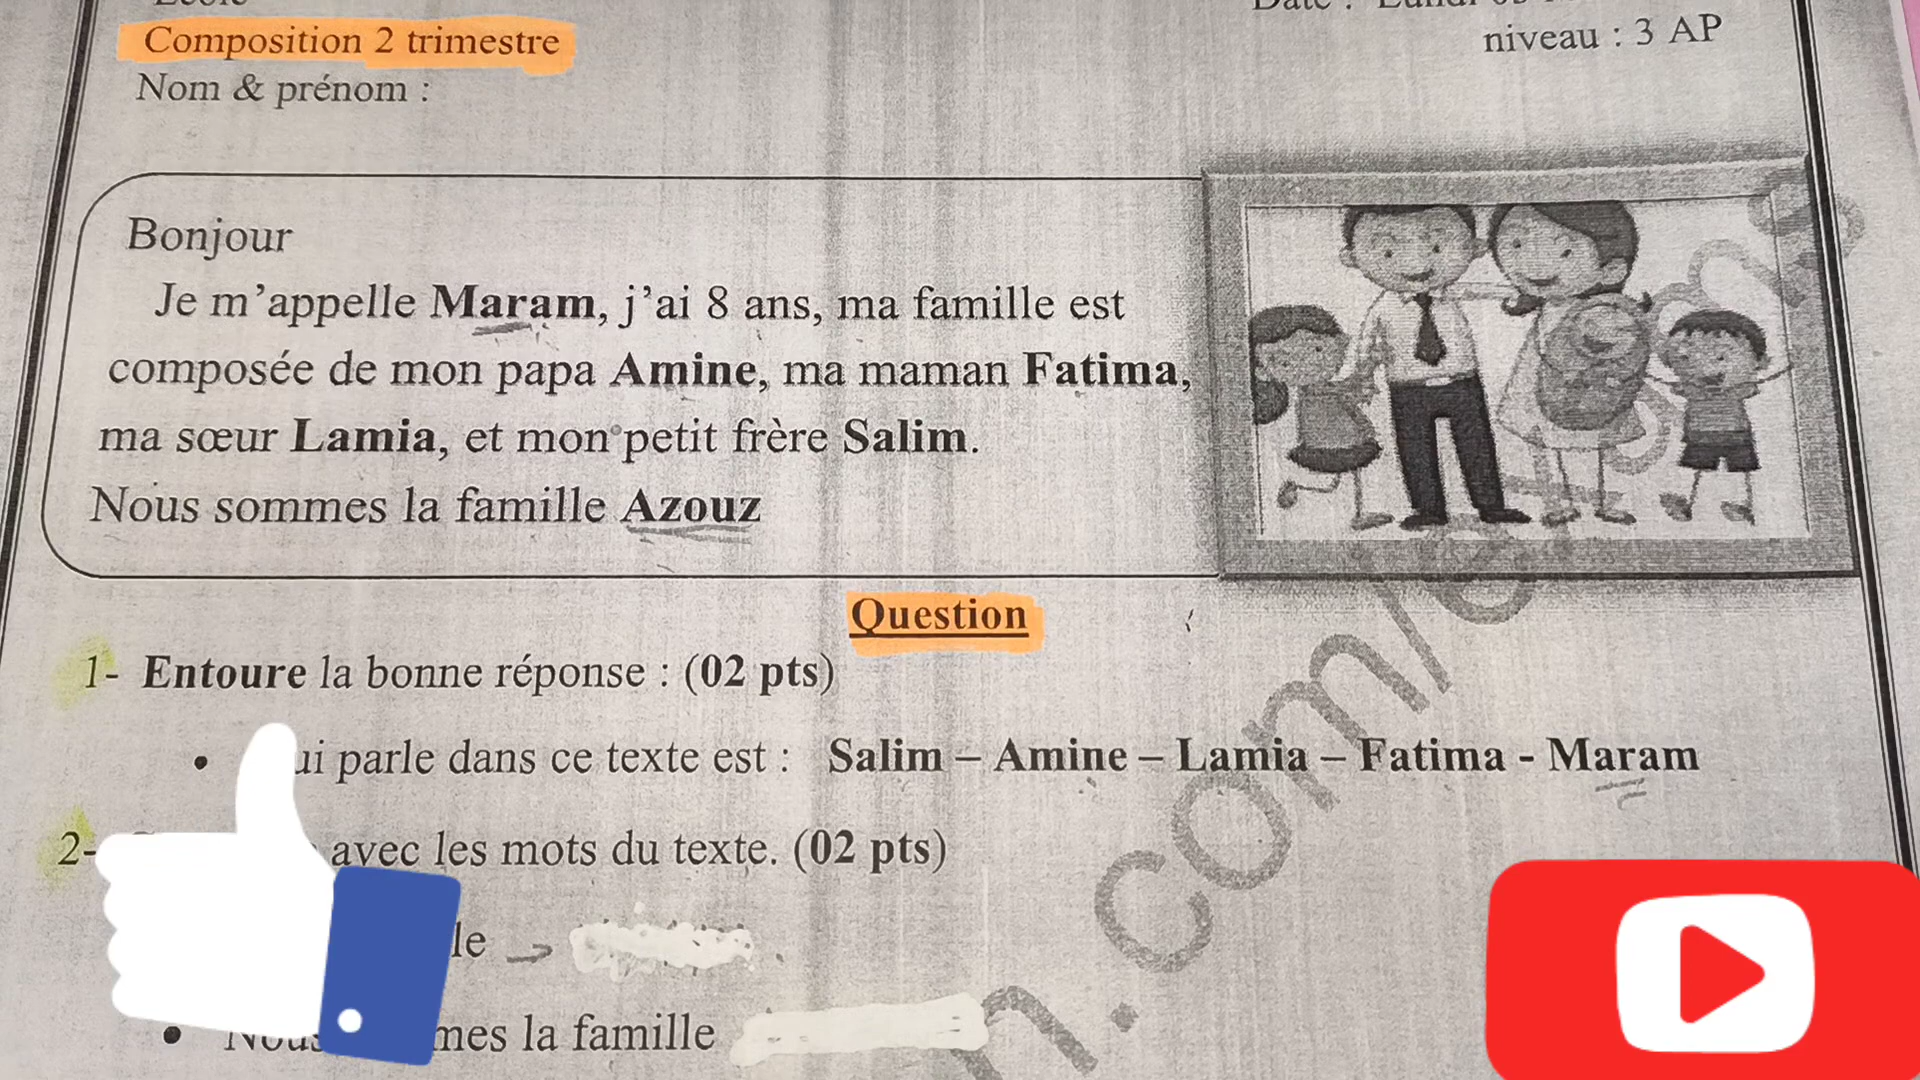 Composition 2 trimestre
niveau : 3 AP
Nom & prénom :
Bonjour
Je m’appelle Maram, j’ai 8 ans, ma famille est
composée de mon papa Amine, ma maman Fatima,
ma sœur Lamia, et mon petit frère Salim.
Nous sommes la famille Azouz
Question
1- Entoure la bonne réponse : (02 pts)
parle dans ce texte est : Salim – Amine – Lamia – Fatima - Maram
2- avec les mots du texte. (02 pts)
la famille
.com/